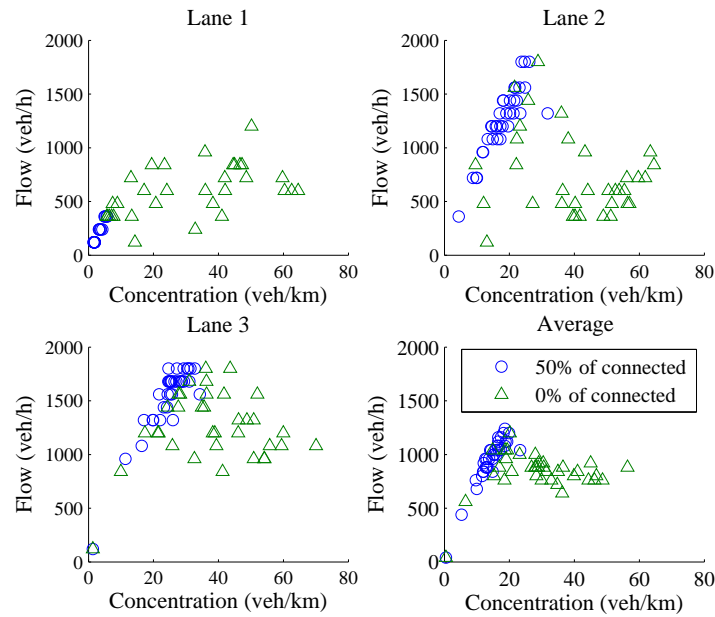 Lane 1
2000
1500
1000
500
0
0 20 40 60 80
Concentration (veh/km)
Flow (veh/h)
Lane 2
2000
1500
1000
500
0
0 20 40 60 80
Concentration (veh/km)
Flow (veh/h)
Lane 3
2000
1500
1000
500
0
0 20 40 60 80
Concentration (veh/km)
Flow (veh/h)
Average
2000
1500
1000
500
0
0 20 40 60 80
Concentration (veh/km)
Flow (veh/h)
50% of connected
0% of connected